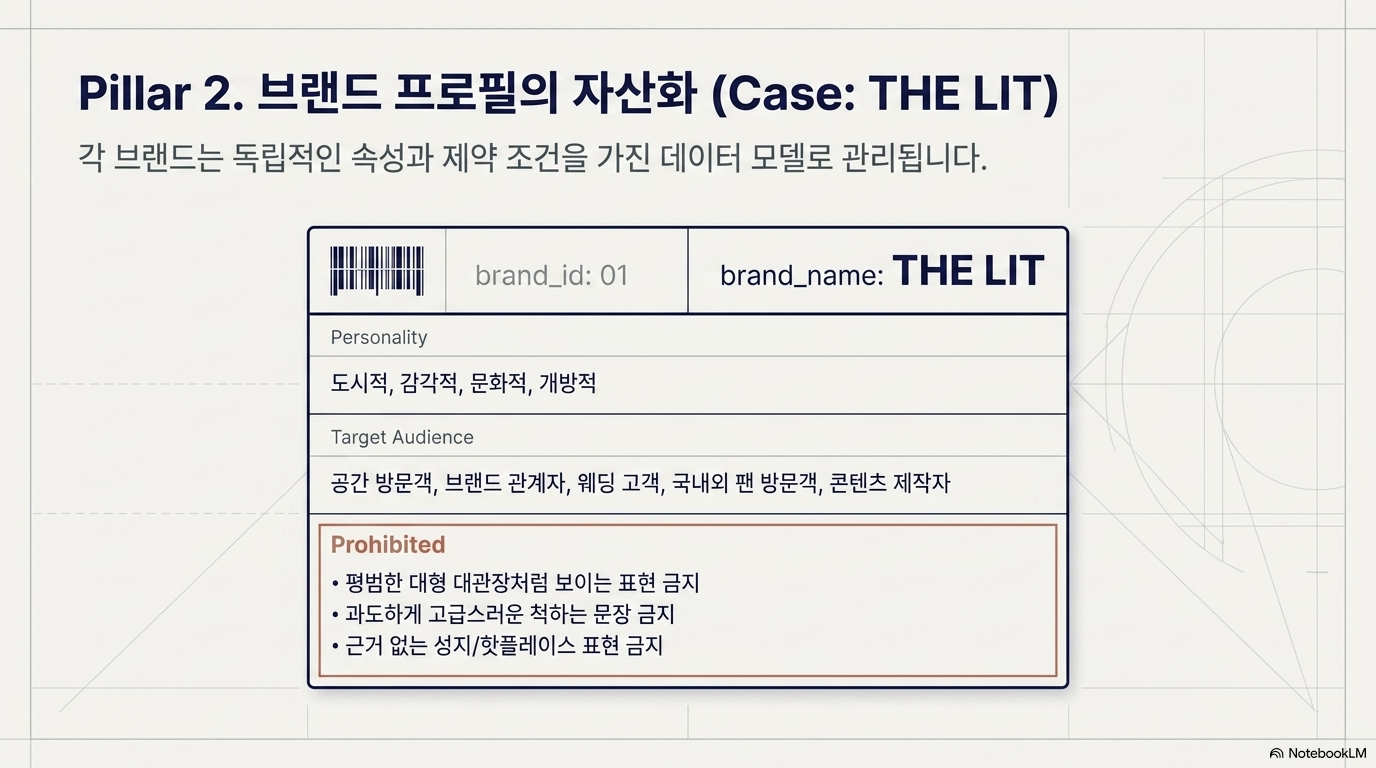 Pillar 2. 브랜드 프로필의 자산화 (Case: THE LIT)
각 브랜드는 독립적인 속성과 제약 조건을 가진 데이터 모델로 관리됩니다.
brand_id: 01
brand_name: THE LIT
Personality
도시적, 감각적, 문화적, 개방적
Target Audience
공간 방문객, 브랜드 관계자, 웨딩 고객, 국내외 팬 방문객, 콘텐츠 제작자
Prohibited
• 평범한 대형 대관장처럼 보이는 표현 금지
• 과도하게 고급스러운 척하는 문장 금지
• 근거 없는 성지/핫플레이스 표현 금지
NotebookLM